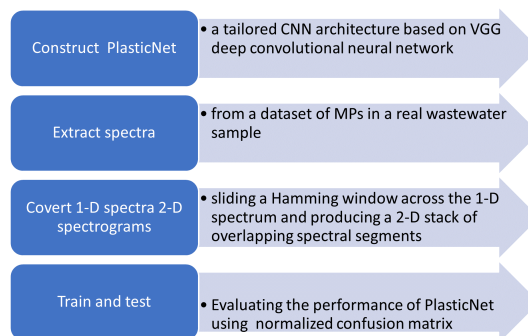 Construct PlasticNet
• a tailored CNN architecture based on VGG
deep convolutional neural network
Extract spectra
• from a dataset of MPs in a real wastewater
sample
Covert 1-D spectra 2-D
spectrograms
• sliding a Hamming window across the 1-D
spectrum and producing a 2-D stack of
overlapping spectral segments
Train and test
• Evaluating the performance of PlasticNet
using normalized confusion matrix